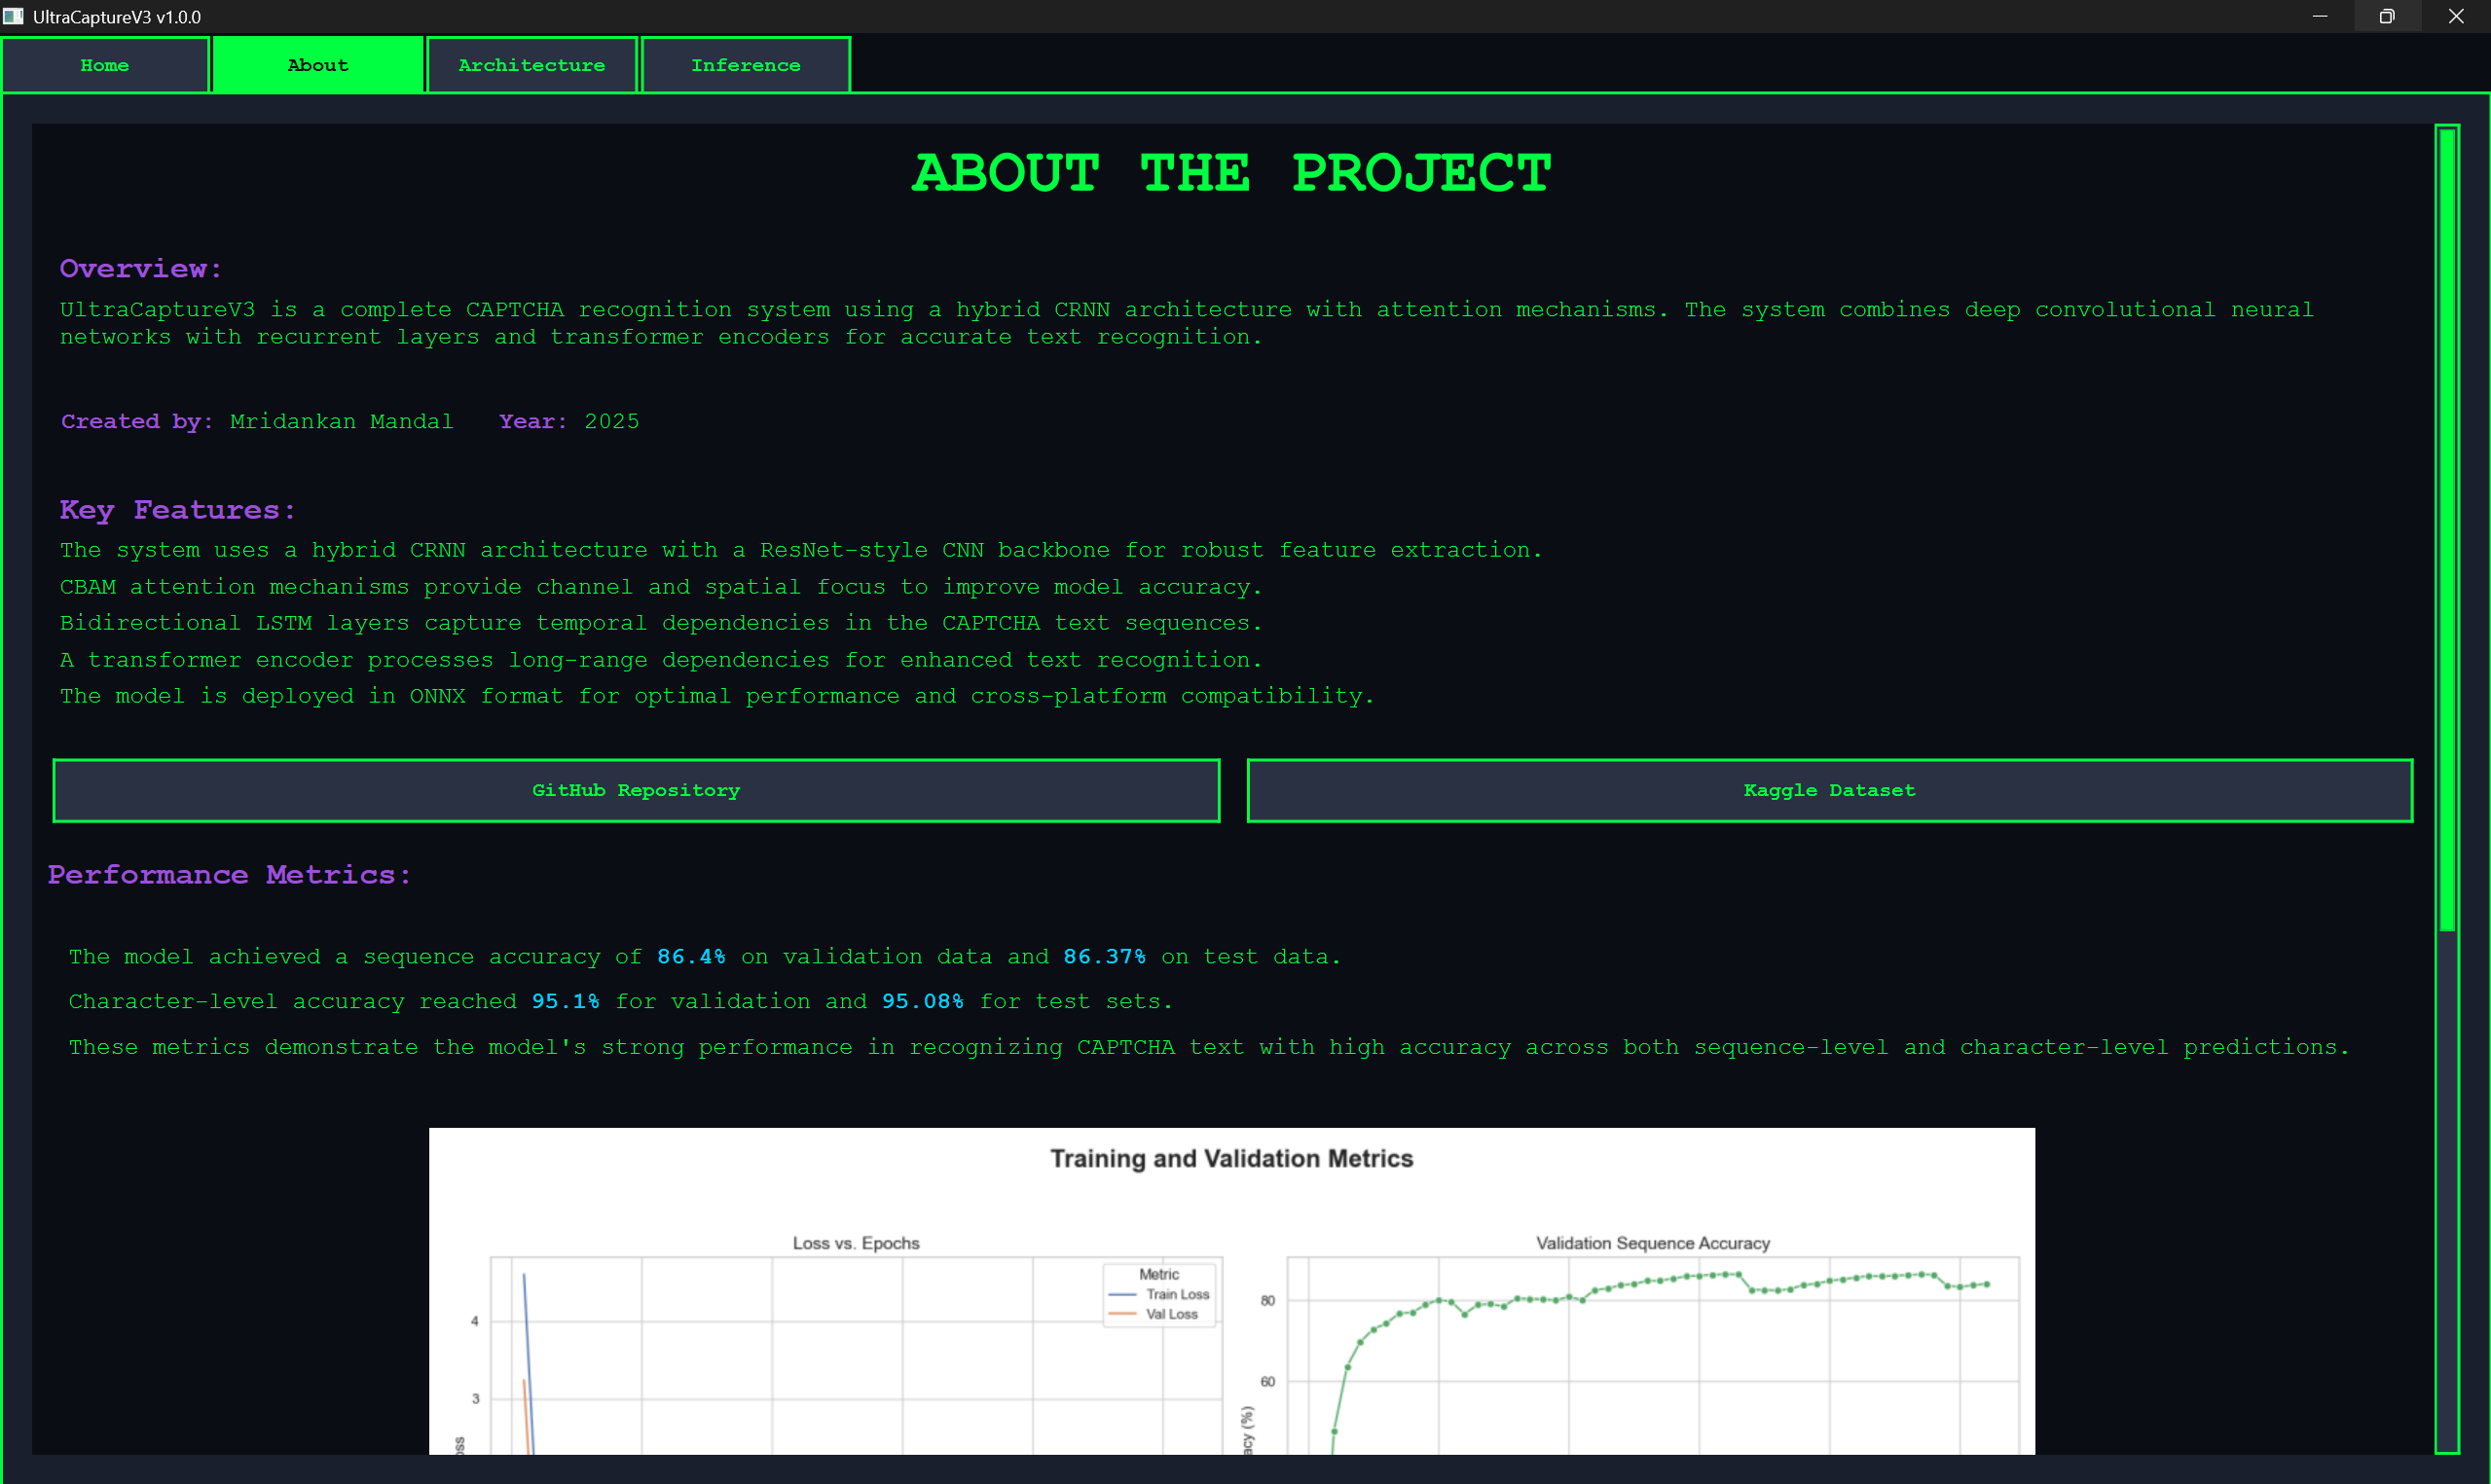 UltraCaptureV3 v1.0.0
Home
About
Architecture
Inference
ABOUT THE PROJECT
Overview:
UltraCaptureV3 is a complete CAPTCHA recognition system using a hybrid CRNN architecture with attention mechanisms. The system combines deep convolutional neural
networks with recurrent layers and transformer encoders for accurate text recognition.
Created by: Mridankan Mandal Year: 2025
Key Features:
The system uses a hybrid CRNN architecture with a ResNet-style CNN backbone for robust feature extraction.
CBAM attention mechanisms provide channel and spatial focus to improve model accuracy.
Bidirectional LSTM layers capture temporal dependencies in the CAPTCHA text sequences.
A transformer encoder processes long-range dependencies for enhanced text recognition.
The model is deployed in ONNX format for optimal performance and cross-platform compatibility.
GitHub Repository
Kaggle Dataset
Performance Metrics:
The model achieved a sequence accuracy of 86.4% on validation data and 86.37% on test data.
Character-level accuracy reached 95.1% for validation and 95.08% for test sets.
These metrics demonstrate the model's strong performance in recognizing CAPTCHA text with high accuracy across both sequence-level and character-level predictions.
Training and Validation Metrics
Loss vs. Epochs
Metric
Train Loss
Val Loss
4
3
Validation Sequence Accuracy
80
60
(%)